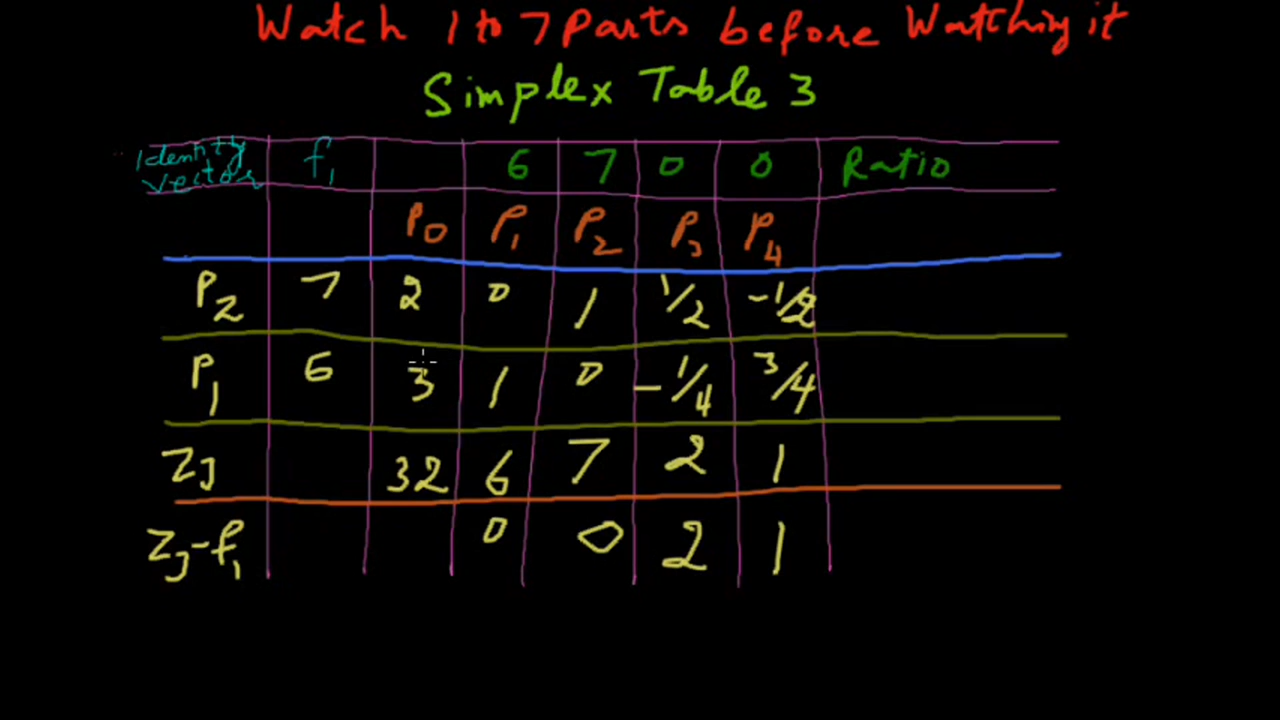 Watch 1 to 7 Parts before Watching it
Simplex Table 3
Identity Vector f₁ 6 7 0 0 Ratio
P₀ P₁ P₂ P₃ P₄
P₂ 7 2 0 1 1/2 -1/2
P₁ 6 3 1 0 -1/4 3/4
ZJ 32 6 7 2 1
ZJ-f₁ 0 0 2 1